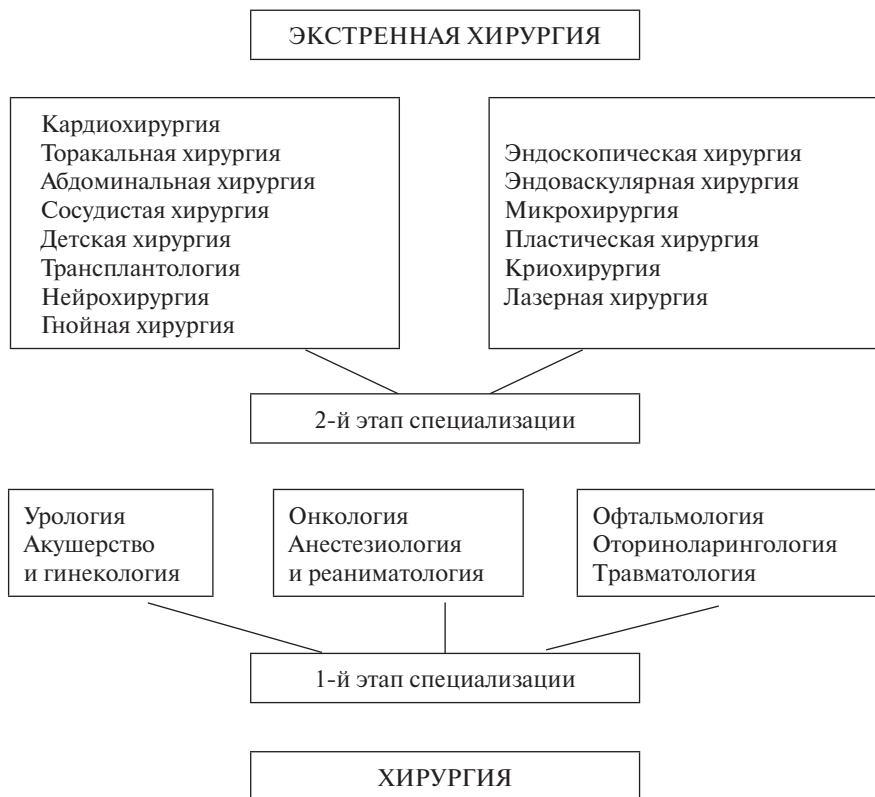 ЭКСТРЕННАЯ ХИРУРГИЯ
Кардиохирургия
Торакальная хирургия
Абдоминальная хирургия
Сосудистая хирургия
Детская хирургия
Трансплантология
Нейрохирургия
Гнойная хирургия
Эндоскопическая хирургия
Эндоваскулярная хирургия
Микрохирургия
Пластическая хирургия
Криохирургия
Лазерная хирургия
2-й этап специализации
Урология
Акушерство
и гинекология
Онкология
Анестезиология
и реаниматология
Офтальмология
Оториноларингология
Травматология
1-й этап специализации
ХИРУРГИЯ